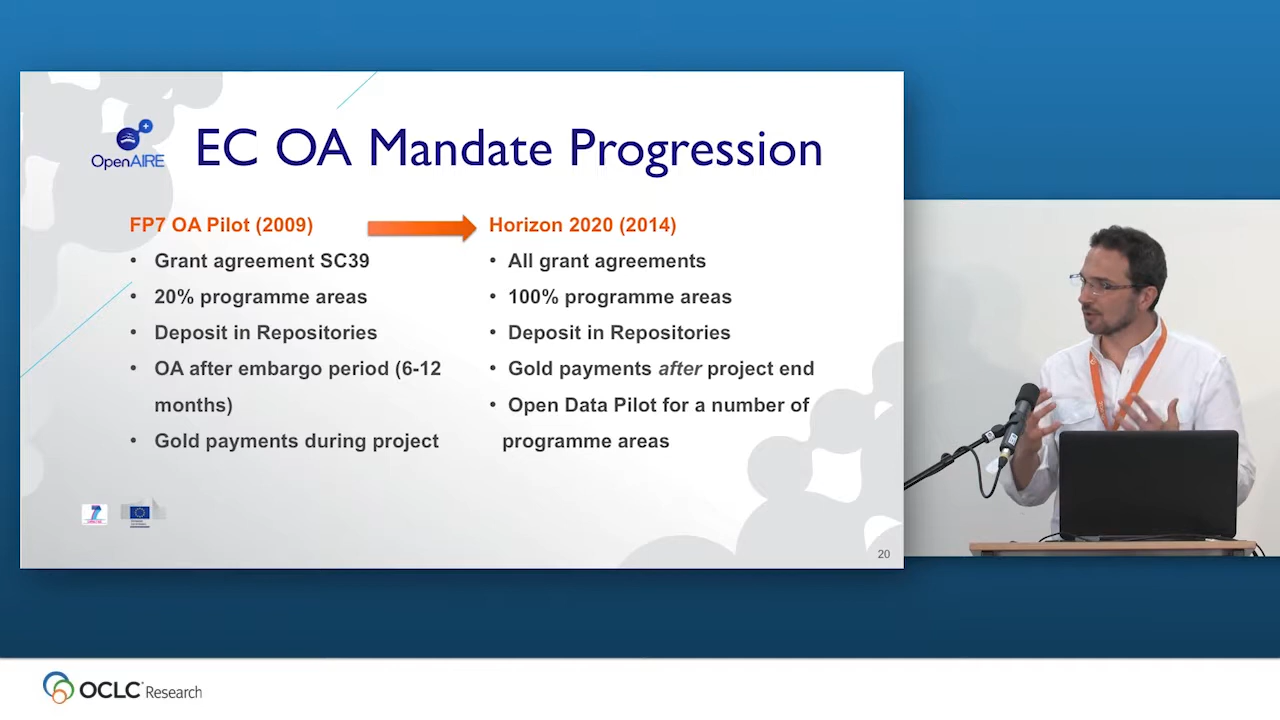 OpenAIRE
EC OA Mandate Progression
FP7 OA Pilot (2009)
• Grant agreement SC39
• 20% programme areas
• Deposit in Repositories
• OA after embargo period (6-12
months)
• Gold payments during project
Horizon 2020 (2014)
• All grant agreements
• 100% programme areas
• Deposit in Repositories
• Gold payments after project end
• Open Data Pilot for a number of
programme areas
20
OCLC Research